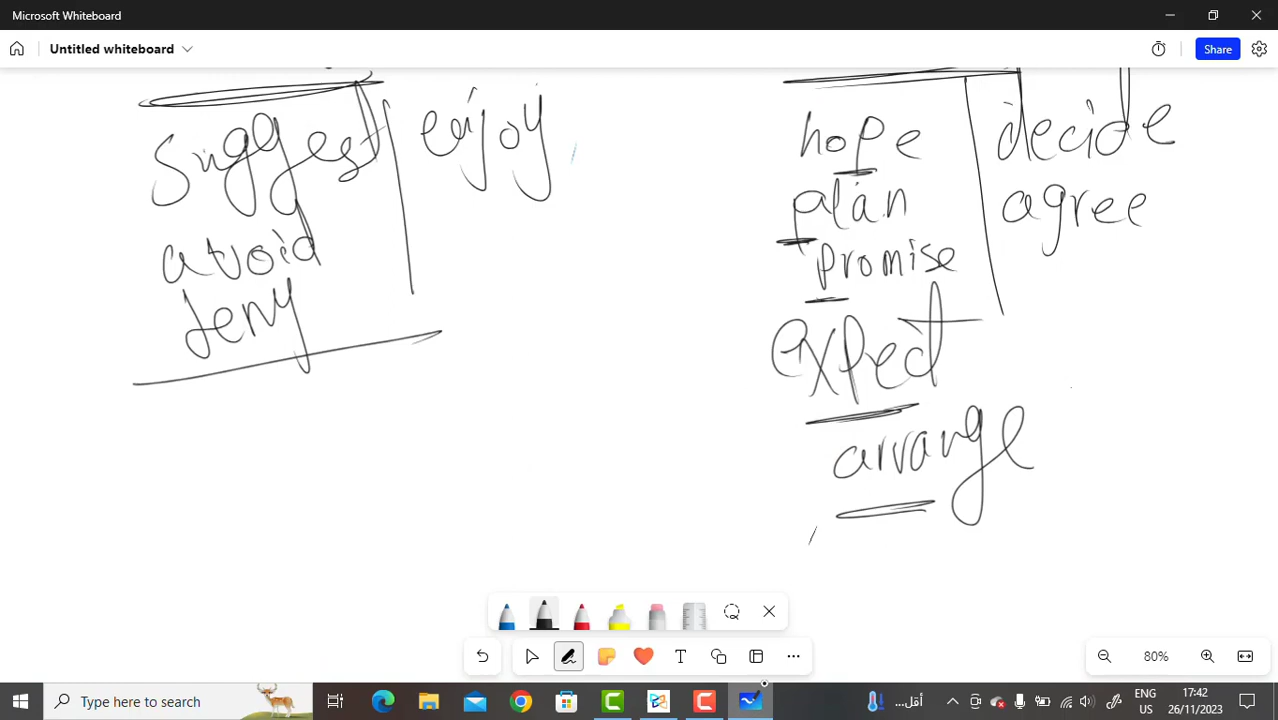 Microsoft Whiteboard
Untitled whiteboard
Share
suggest
enjoy
avoid
deny
hope
decide
plan
agree
promise
expect
arrange
80%
Type here to search
أقل...
ENG
17:42
26/11/2023